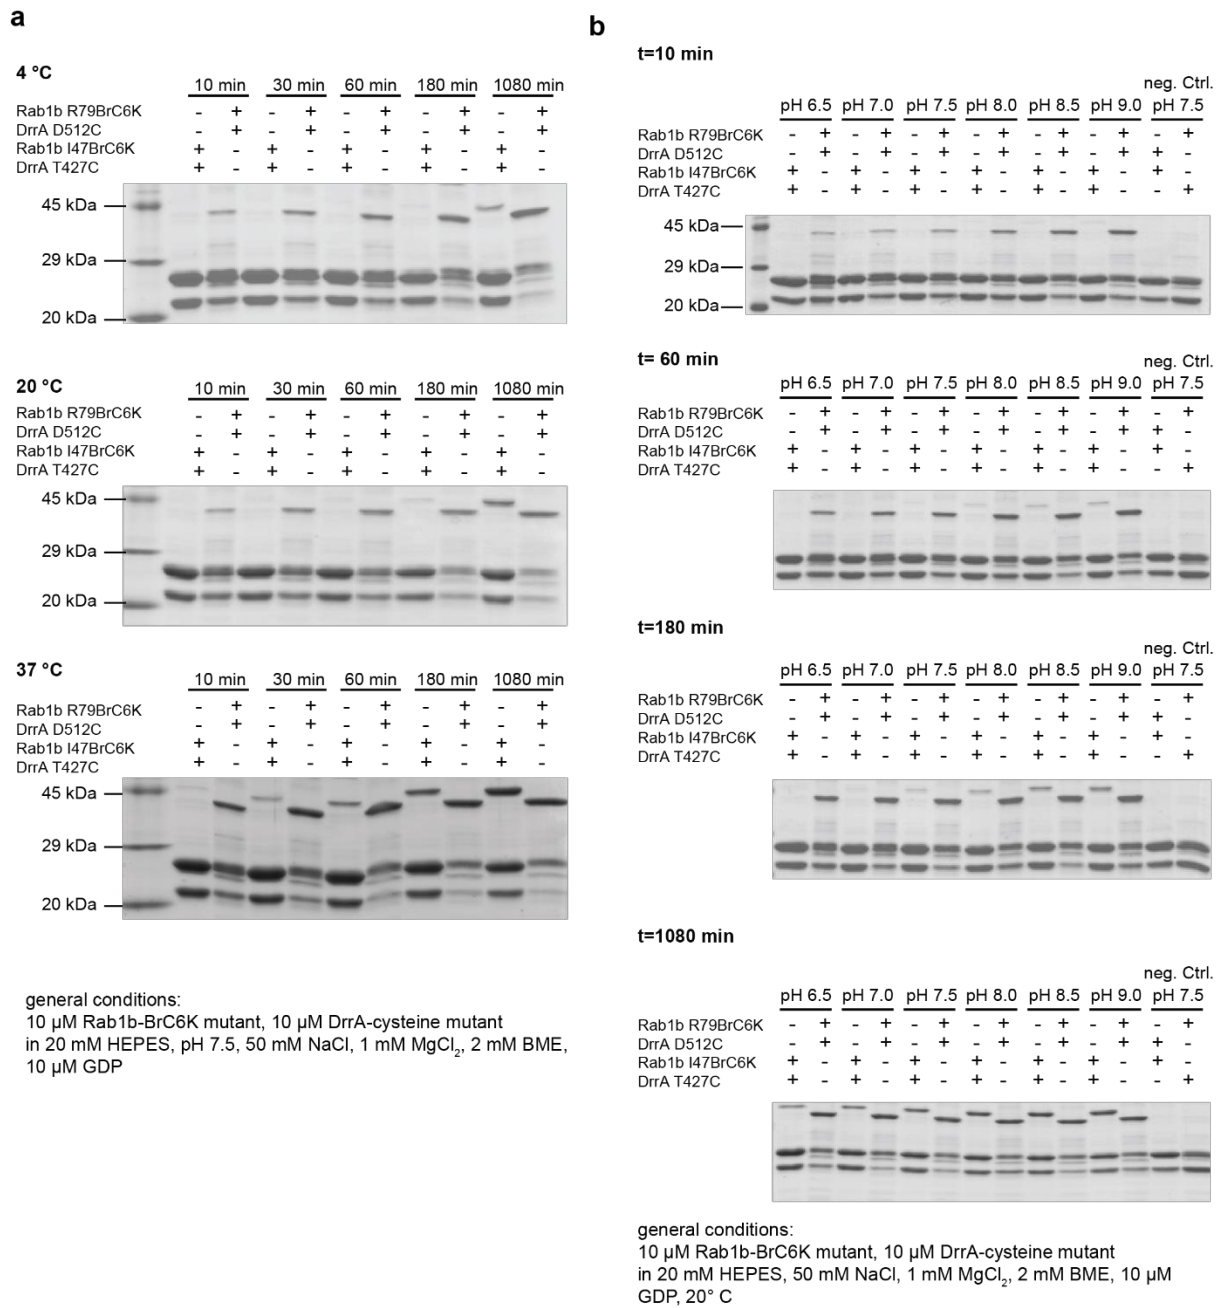 a
4 °C
10 min 30 min 60 min 180 min 1080 min
Rab1b R79BrC6K - + - + - + - + - +
DrrA D512C - + - + - + - + - +
Rab1b I47BrC6K + - + - + - + - + -
DrrA T427C + - + - + - + - + -
45 kDa
29 kDa
20 kDa
20 °C
10 min 30 min 60 min 180 min 1080 min
Rab1b R79BrC6K - + - + - + - + - +
DrrA D512C - + - + - + - + - +
Rab1b I47BrC6K + - + - + - + - + -
DrrA T427C + - + - + - + - + -
45 kDa
29 kDa
20 kDa
37 °C
10 min 30 min 60 min 180 min 1080 min
Rab1b R79BrC6K - + - + - + - + - +
DrrA D512C - + - + - + - + - +
Rab1b I47BrC6K + - + - + - + - + -
DrrA T427C + - + - + - + - + -
45 kDa
29 kDa
20 kDa
general conditions:
10 µM Rab1b-BrC6K mutant, 10 µM DrrA-cysteine mutant
in 20 mM HEPES, pH 7.5, 50 mM NaCl, 1 mM MgCl₂, 2 mM BME,
10 µM GDP
b
t=10 min
neg. Ctrl.
pH 6.5 pH 7.0 pH 7.5 pH 8.0 pH 8.5 pH 9.0 pH 7.5
Rab1b R79BrC6K - + - + - + - + - + - + - +
DrrA D512C - + - + - + - + - + - + + -
Rab1b I47BrC6K + - + - + - + - + - + - + -
DrrA T427C + - + - + - + - + - + - - +
45 kDa
29 kDa
20 kDa
t= 60 min
neg. Ctrl.
pH 6.5 pH 7.0 pH 7.5 pH 8.0 pH 8.5 pH 9.0 pH 7.5
Rab1b R79BrC6K - + - + - + - + - + - + - +
DrrA D512C - + - + - + - + - + - + + -
Rab1b I47BrC6K + - + - + - + - + - + - + -
DrrA T427C + - + - + - + - + - + - - +
t=180 min
neg. Ctrl.
pH 6.5 pH 7.0 pH 7.5 pH 8.0 pH 8.5 pH 9.0 pH 7.5
Rab1b R79BrC6K - + - + - + - + - + - + - +
DrrA D512C - + - + - + - + - + - + + -
Rab1b I47BrC6K + - + - + - + - + - + - + -
DrrA T427C + - + - + - + - + - + - - +
t=1080 min
neg. Ctrl.
pH 6.5 pH 7.0 pH 7.5 pH 8.0 pH 8.5 pH 9.0 pH 7.5
Rab1b R79BrC6K - + - + - + - + - + - + - +
DrrA D512C - + - + - + - + - + - + + -
Rab1b I47BrC6K + - + - + - + - + - + - + -
DrrA T427C + - + - + - + - + - + - - +
general conditions:
10 µM Rab1b-BrC6K mutant, 10 µM DrrA-cysteine mutant
in 20 mM HEPES, 50 mM NaCl, 1 mM MgCl₂, 2 mM BME, 10 µM
GDP, 20° C